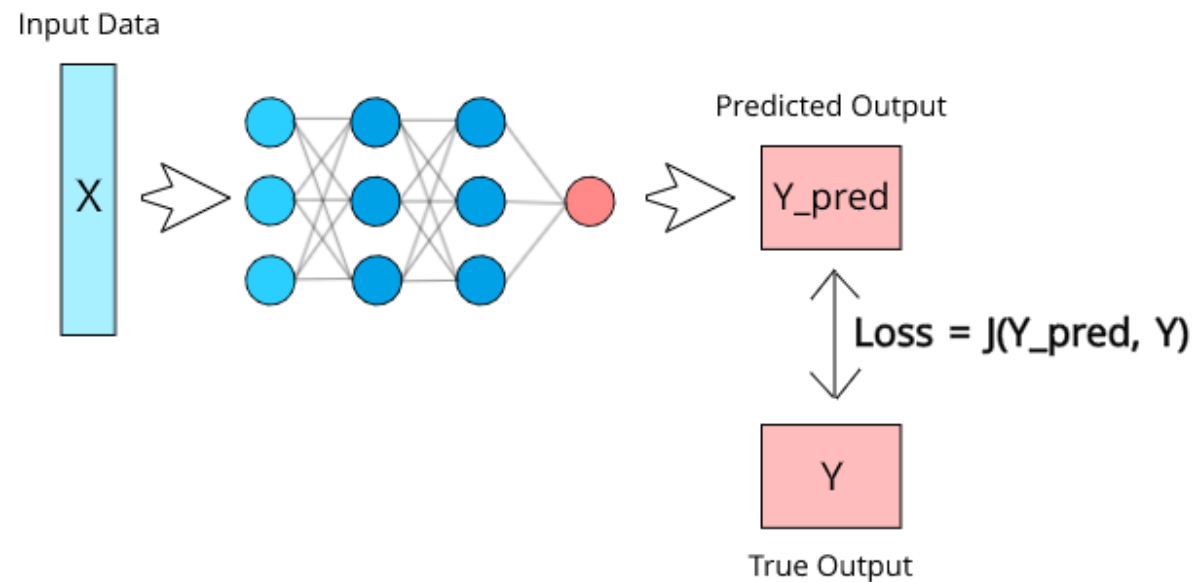 Input Data
X
Predicted Output
Y_pred
Loss = J(Y_pred, Y)
Y
True Output